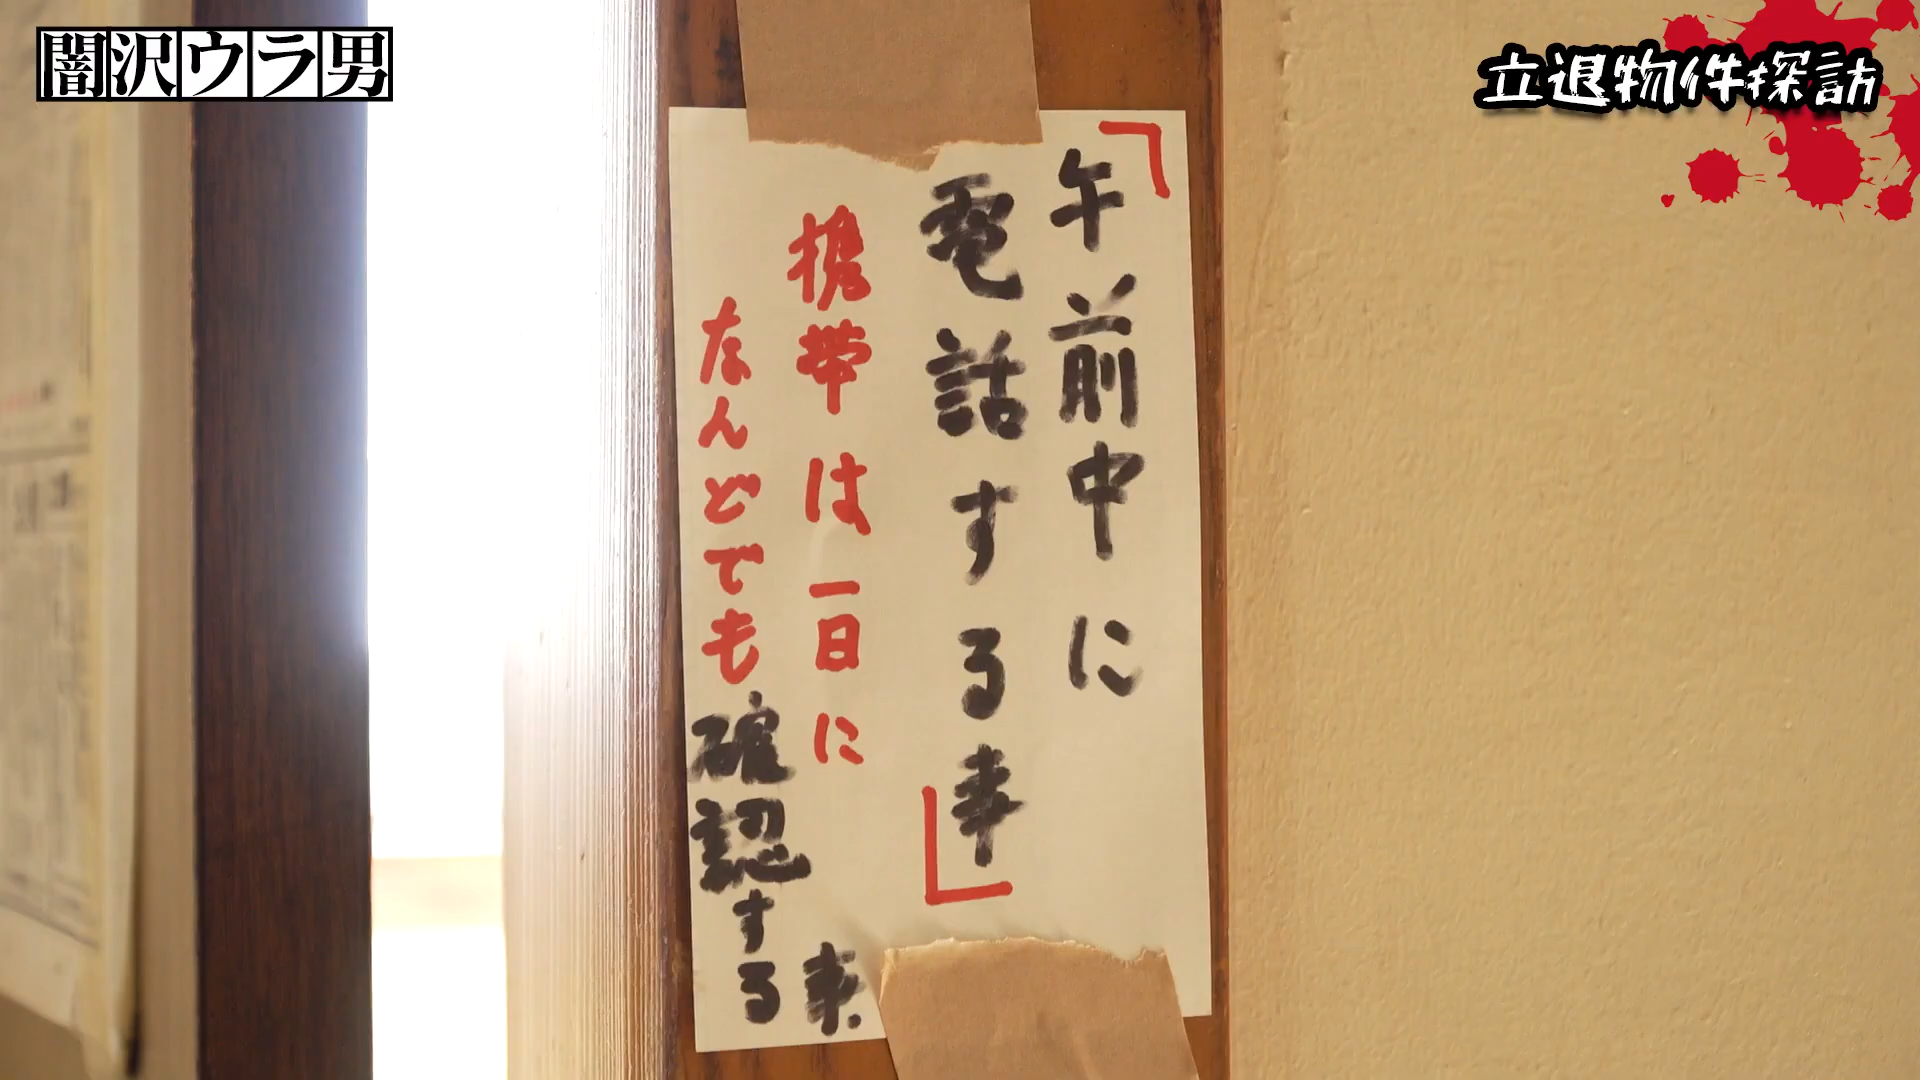 闇沢ウラ男
立退物件探訪
「午前中に
電話する事」
携帯は一日に
なんどでも確認する
事.